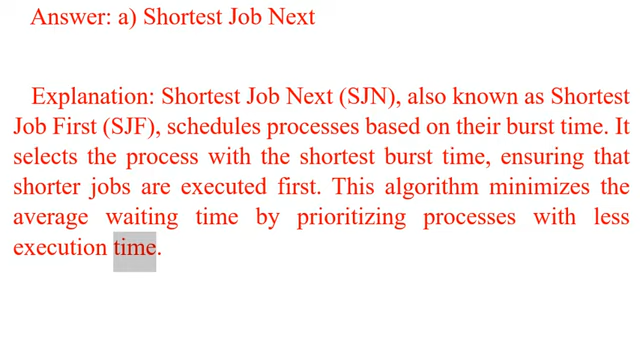 Answer: a) Shortest Job Next
Explanation: Shortest Job Next (SJN), also known as Shortest
Job First (SJF), schedules processes based on their burst time. It
selects the process with the shortest burst time, ensuring that
shorter jobs are executed first. This algorithm minimizes the
average waiting time by prioritizing processes with less
execution time.